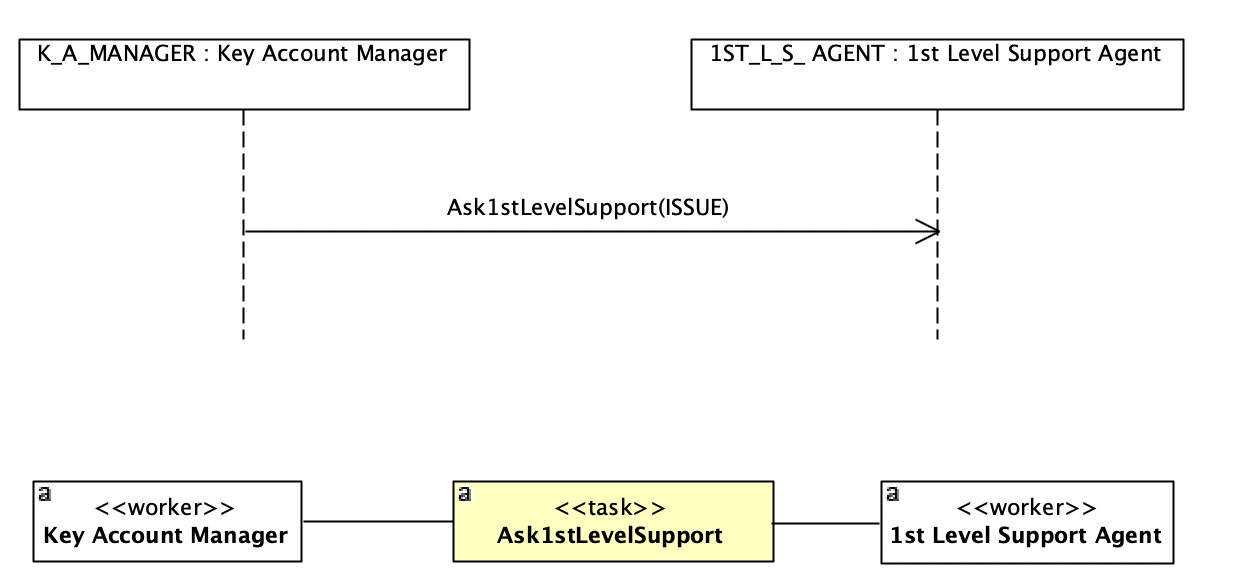 K_A_MANAGER : Key Account Manager
1ST_L_S_ AGENT : 1st Level Support Agent
Ask1stLevelSupport(ISSUE)
a
<<worker>>
Key Account Manager
a
<<task>>
Ask1stLevelSupport
a
<<worker>>
1st Level Support Agent